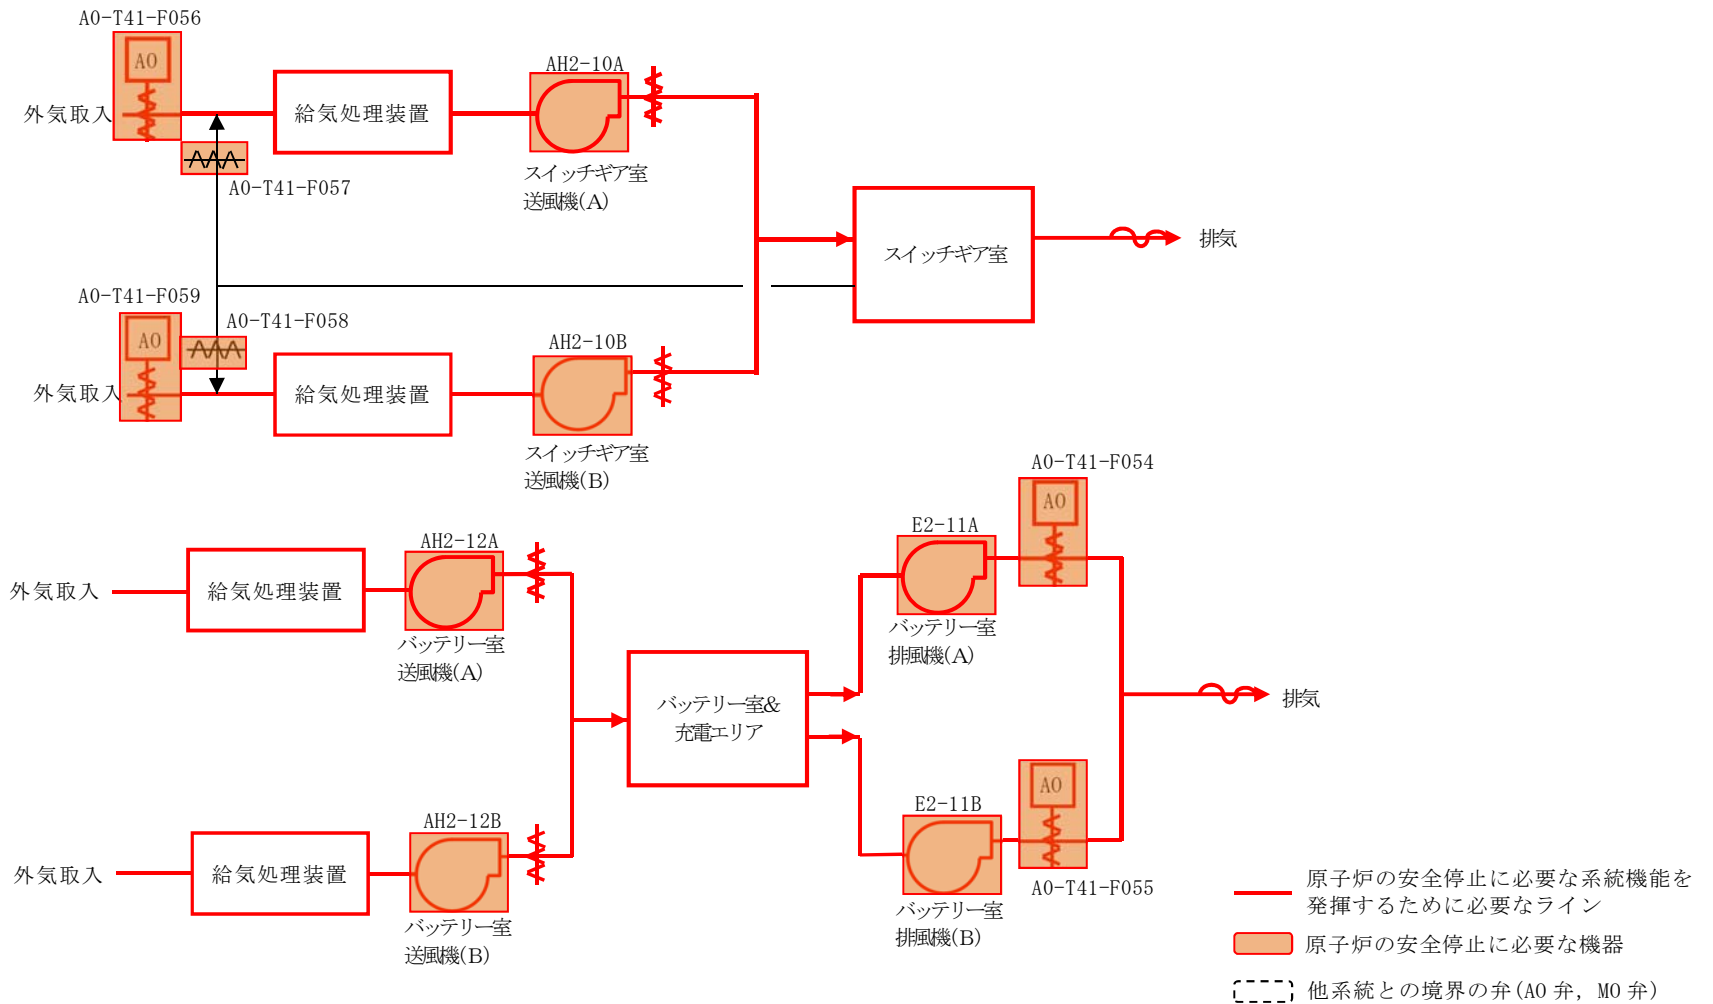 AO-T41-F056
AO
外気取入
給気処理装置
AH2-10A
スイッチギア室
送風機(A)
AO-T41-F057
スイッチギア室
排気
AO-T41-F059
AO
AO-T41-F058
外気取入
給気処理装置
AH2-10B
スイッチギア室
送風機(B)
外気取入
給気処理装置
AH2-12A
バッテリー室
送風機(A)
バッテリー室&
充電エリア
E2-11A
バッテリー室
排風機(A)
AO-T41-F054
AO
排気
外気取入
給気処理装置
AH2-12B
バッテリー室
送風機(B)
E2-11B
バッテリー室
排風機(B)
AO
AO-T41-F055
原子炉の安全停止に必要な系統機能を
発揮するために必要なライン
原子炉の安全停止に必要な機器
他系統との境界の弁(AO 弁, MO 弁)